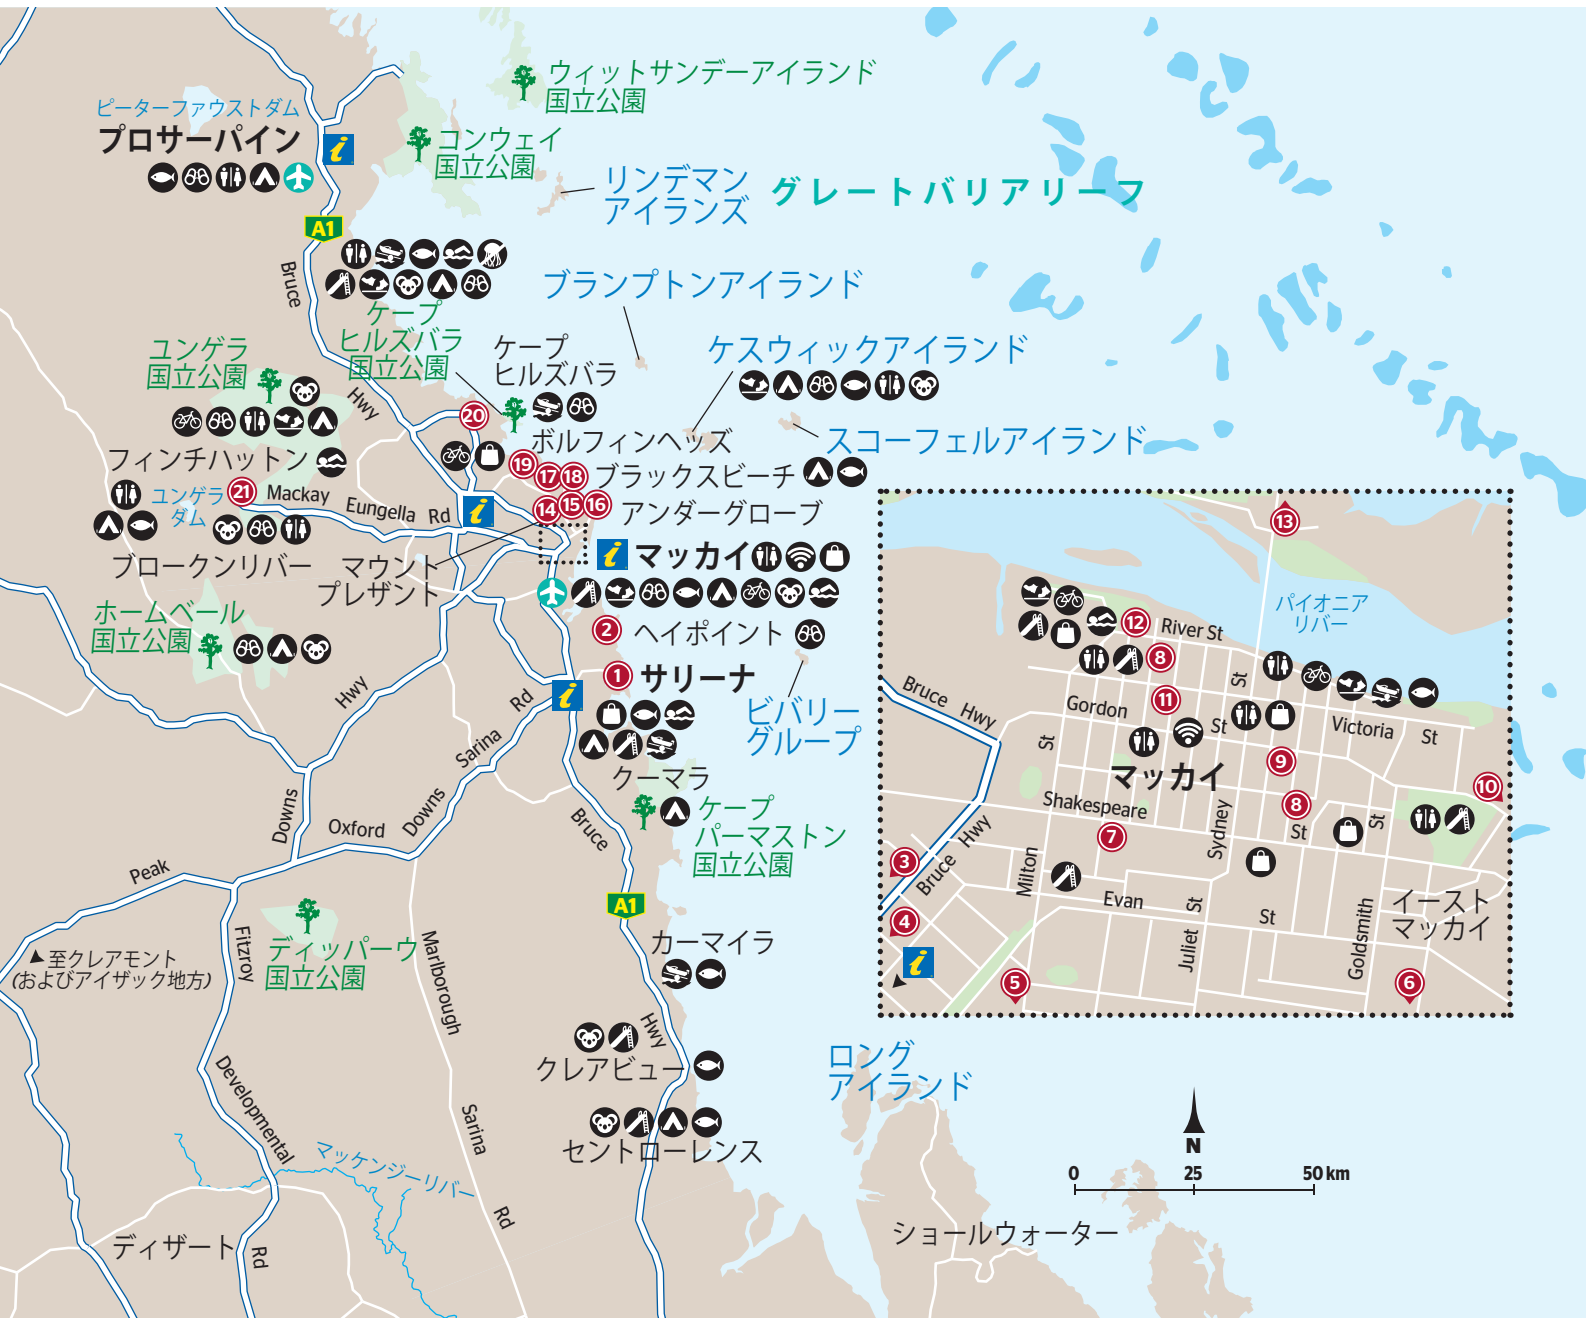 ウィットサンデーアイランド
国立公園
ピーターファウストダム
プロサーパイン
i
コンウェイ
国立公園
リンデマン
アイランズ
グレートバリアリーフ
A1
Bruce
Hwy
ブランプトンアイランド
ケープ
ヒルズバラ
国立公園
ユンゲラ
国立公園
ケープ
ヒルズバラ
ケスウィックアイランド
スコーフェルアイランド
20
ボルフィンヘッズ
19
17
18
ブラックスビーチ
14
15
16
アンダーグローブ
フィンチハットン
ユンゲラ
ダム
21
Mackay
Eungella
Rd
i
ブロークンリバー
マウント
プレザント
i
マッカイ
ホームベール
国立公園
2
ヘイポイント
1
サリーナ
i
ビバリー
グループ
Hwy
Rd
Sarina
Downs
クーマラ
ケープ
パーマストン
国立公園
Downs
Oxford
Bruce
Peak
A1
Fitzroy
ディッパーウ
国立公園
至クレアモント
(およびアイザック地方)
Marlborough
カーマイラ
Hwy
クレアビュー
Developmental
Sarina
セントローレンス
マッケンジーリバー
Rd
ディザート
Rd
ロング
アイランド
ショールウォーター
N
0
25
50 km
13
パイオニア
リバー
12
River St
8
11
Bruce
Hwy
Gordon
St
St
Victoria
St
St
マッカイ
9
10
Shakespeare
8
St
St
7
Sydney
Hwy
Bruce
3
Milton
4
Evan
St
St
Juliet
Goldsmith
イースト
マッカイ
i
5
6